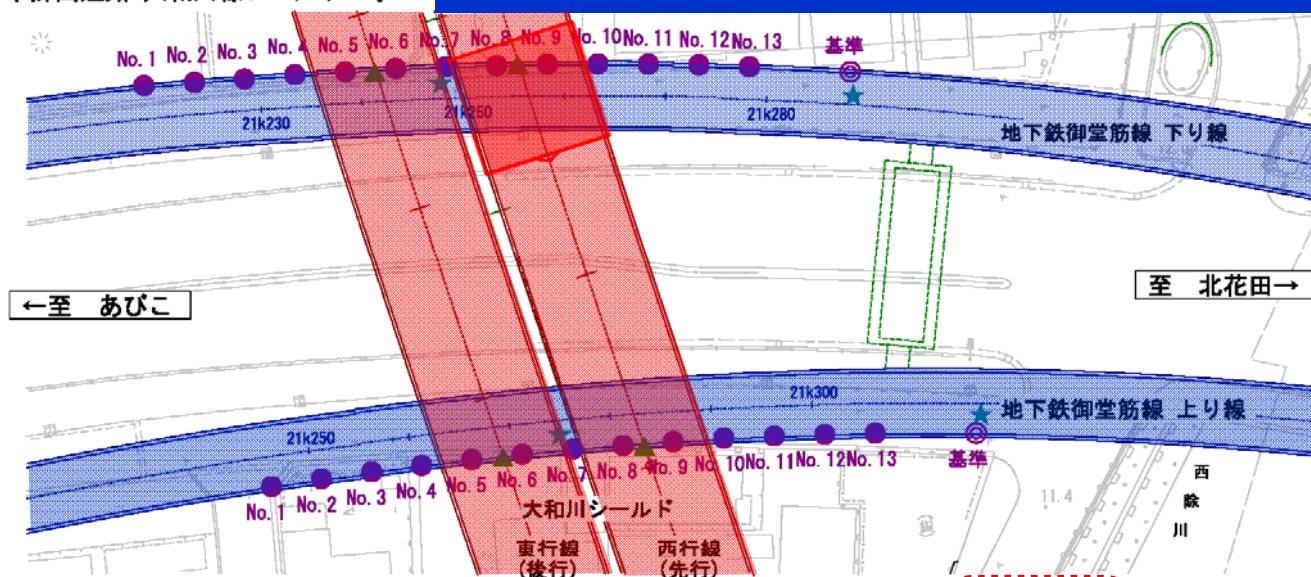 No. 1 No. 2 No. 3 No. 4 No. 5 No. 6 No. 7 No. 8 No. 9 No. 10 No. 11 No. 12 No. 13 基準
21k230 21k250 21k280
地下鉄御堂筋線 下り線
←至 あびこ
至 北花田→
21k250 21k300
地下鉄御堂筋線 上り線
No. 1 No. 2 No. 3 No. 4 No. 5 No. 6 No. 7 No. 8 No. 9 No. 10 No. 11 No. 12 No. 13 基準
大和川シールド
東行線
(後行)
西行線
(先行)
11.4
西
除
川